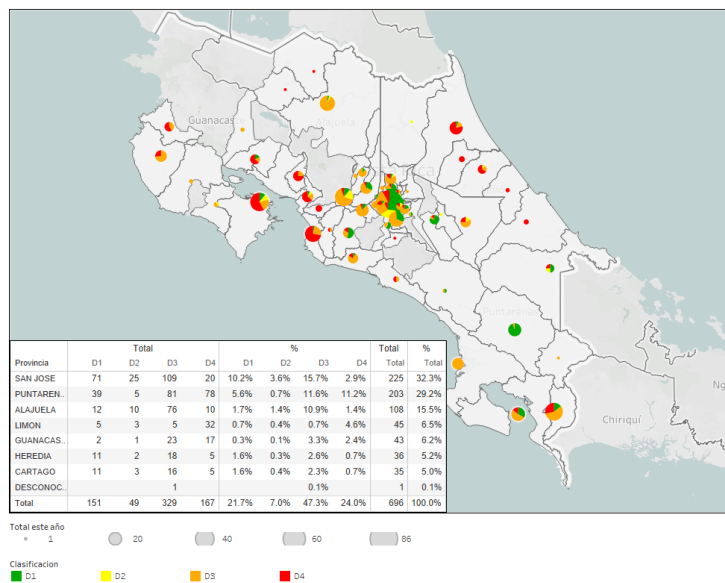 Guanacaste
Alajuela
Puntarenas
Chiriquí
Total % Total %
Provincia D1 D2 D3 D4 D1 D2 D3 D4 Total Total
SAN JOSE 71 25 109 20 10.2% 3.6% 15.7% 2.9% 225 32.3%
PUNTAREN.. 39 5 81 78 5.6% 0.7% 11.6% 11.2% 203 29.2%
ALAJUELA 12 10 76 10 1.7% 1.4% 10.9% 1.4% 108 15.5%
LIMON 5 3 5 32 0.7% 0.4% 0.7% 4.6% 45 6.5%
GUANACAS.. 2 1 23 17 0.3% 0.1% 3.3% 2.4% 43 6.2%
HEREDIA 11 2 18 5 1.6% 0.3% 2.6% 0.7% 36 5.2%
CARTAGO 11 3 16 5 1.6% 0.4% 2.3% 0.7% 35 5.0%
DESCONOC.. 1 0.1% 1 0.1%
Total 151 49 329 167 21.7% 7.0% 47.3% 24.0% 696 100.0%
Total este año
1 20 40 60 86
Clasificacion
D1 D2 D3 D4